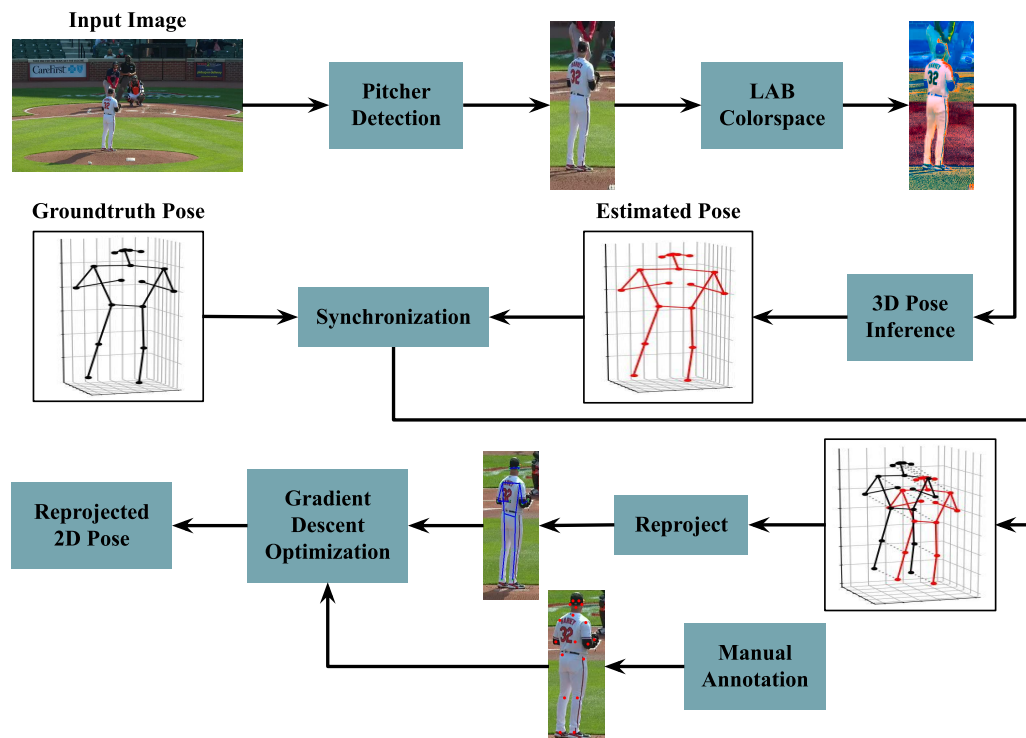 Input Image
CareFirst
Pitcher
Detection
32
LAB
Colorspace
32
Groundtruth Pose
Estimated Pose
Synchronization
3D Pose
Inference
Reprojected
2D Pose
Gradient
Descent
Optimization
32
Reproject
32
Manual
Annotation